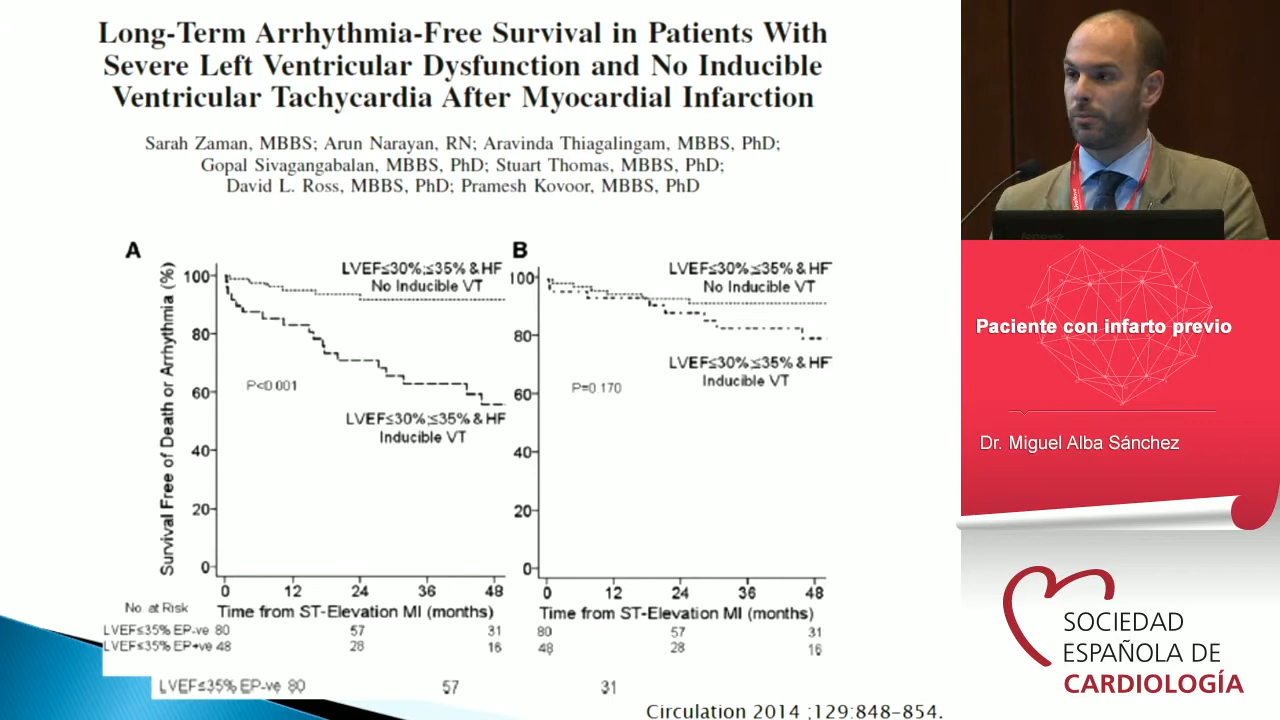 Long-Term Arrhythmia-Free Survival in Patients With
Severe Left Ventricular Dysfunction and No Inducible
Ventricular Tachycardia After Myocardial Infarction
Sarah Zaman, MBBS; Arun Narayan, RN; Aravinda Thiagalingam, MBBS, PhD;
Gopal Sivagangabalan, MBBS, PhD; Stuart Thomas, MBBS, PhD;
David L. Ross, MBBS, PhD; Pramesh Kovoor, MBBS, PhD
A
Survival Free of Death or Arrhythmia (%)
100
80
60
40
20
0
LVEF≤30%;≤35% & HF
No Inducible VT
P<0.001
LVEF≤30%;≤35% & HF
Inducible VT
0 12 24 36 48
Time from ST-Elevation MI (months)
B
100
80
60
40
20
0
LVEF≤30%;≤35% & HF
No Inducible VT
LVEF≤30%;≤35% & HF
Inducible VT
P=0.170
0 12 24 36 48
Time from ST-Elevation MI (months)
No. at Risk
LVEF≤35% EP-ve 80 57 31 80 57 31
LVEF≤35% EP+ve 48 28 16 48 28 16
LVEF≤35% EP-ve 80 57 31
Circulation 2014 ;129:848-854.
Paciente con infarto previo
Dr. Miguel Alba Sánchez
SOCIEDAD
ESPAÑOLA DE
CARDIOLOGÍA